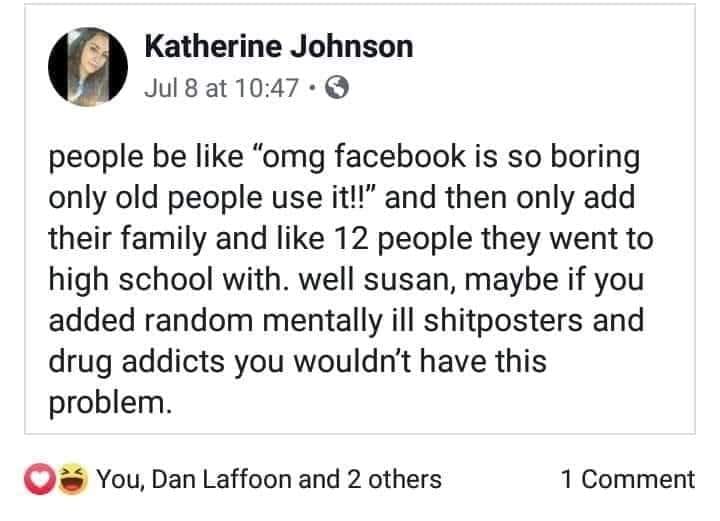 Katherine Johnson
Jul 8 at 10:47 •
people be like “omg facebook is so boring
only old people use it!!” and then only add
their family and like 12 people they went to
high school with. well susan, maybe if you
added random mentally ill shitposters and
drug addicts you wouldn’t have this
problem.
You, Dan Laffoon and 2 others 1 Comment